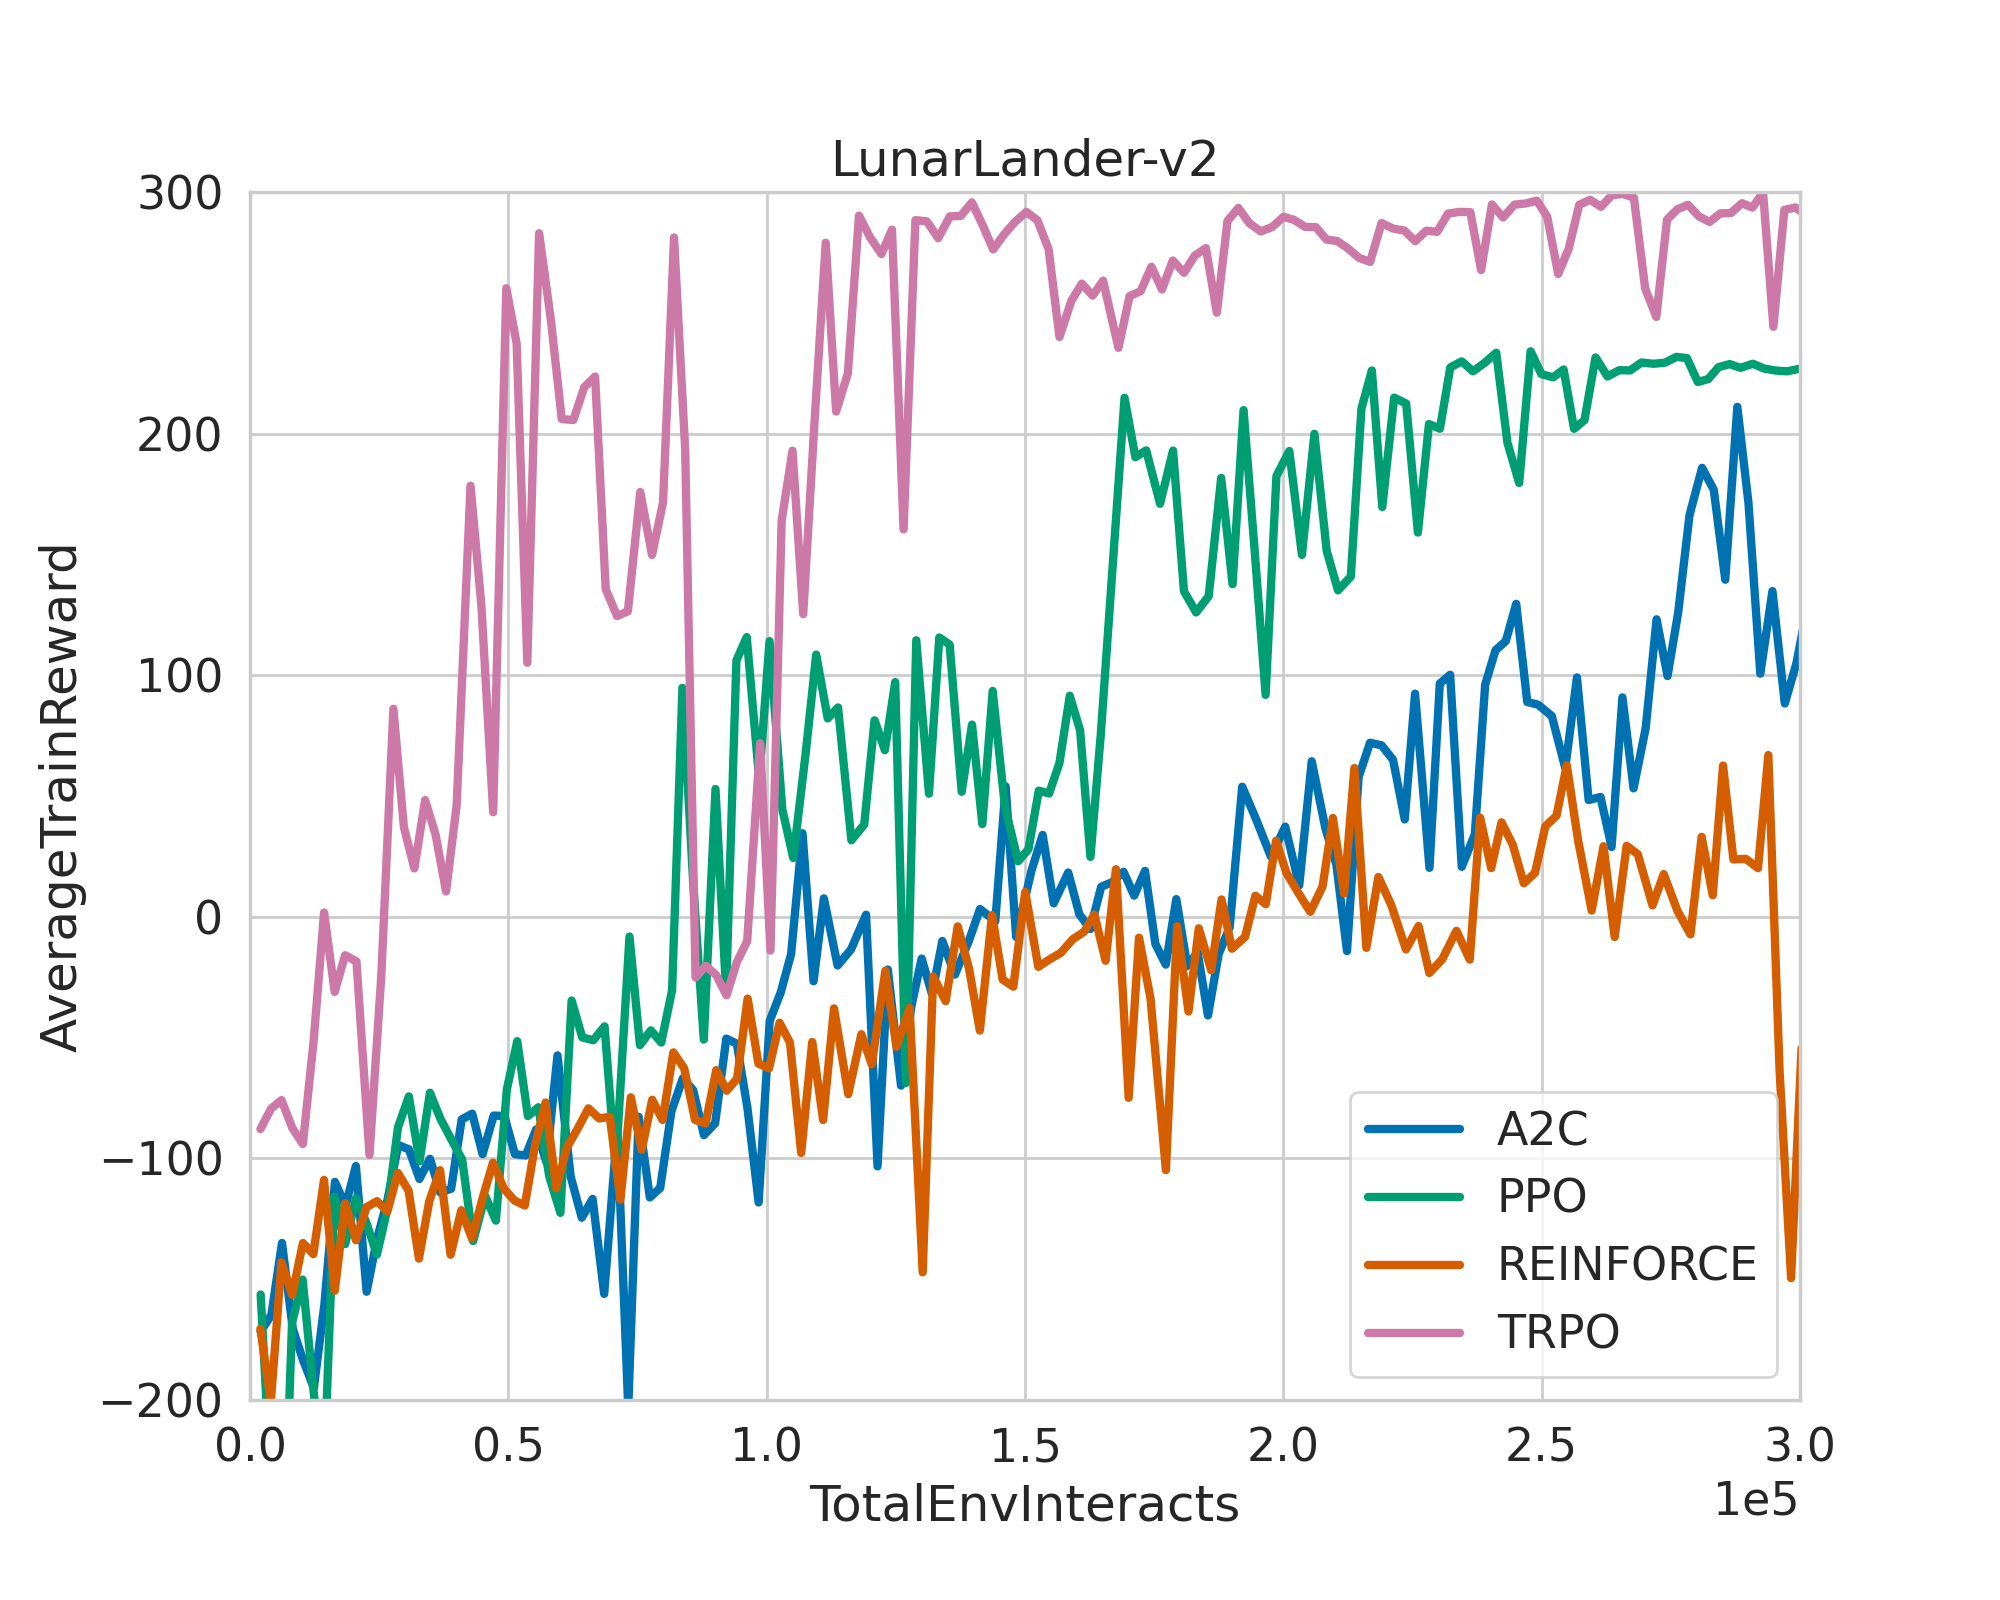 LunarLander-v2
300
200
100
0
−100
−200
AverageTrainReward
A2C
PPO
REINFORCE
TRPO
0.0 0.5 1.0 1.5 2.0 2.5 3.0
1e5
TotalEnvInteracts